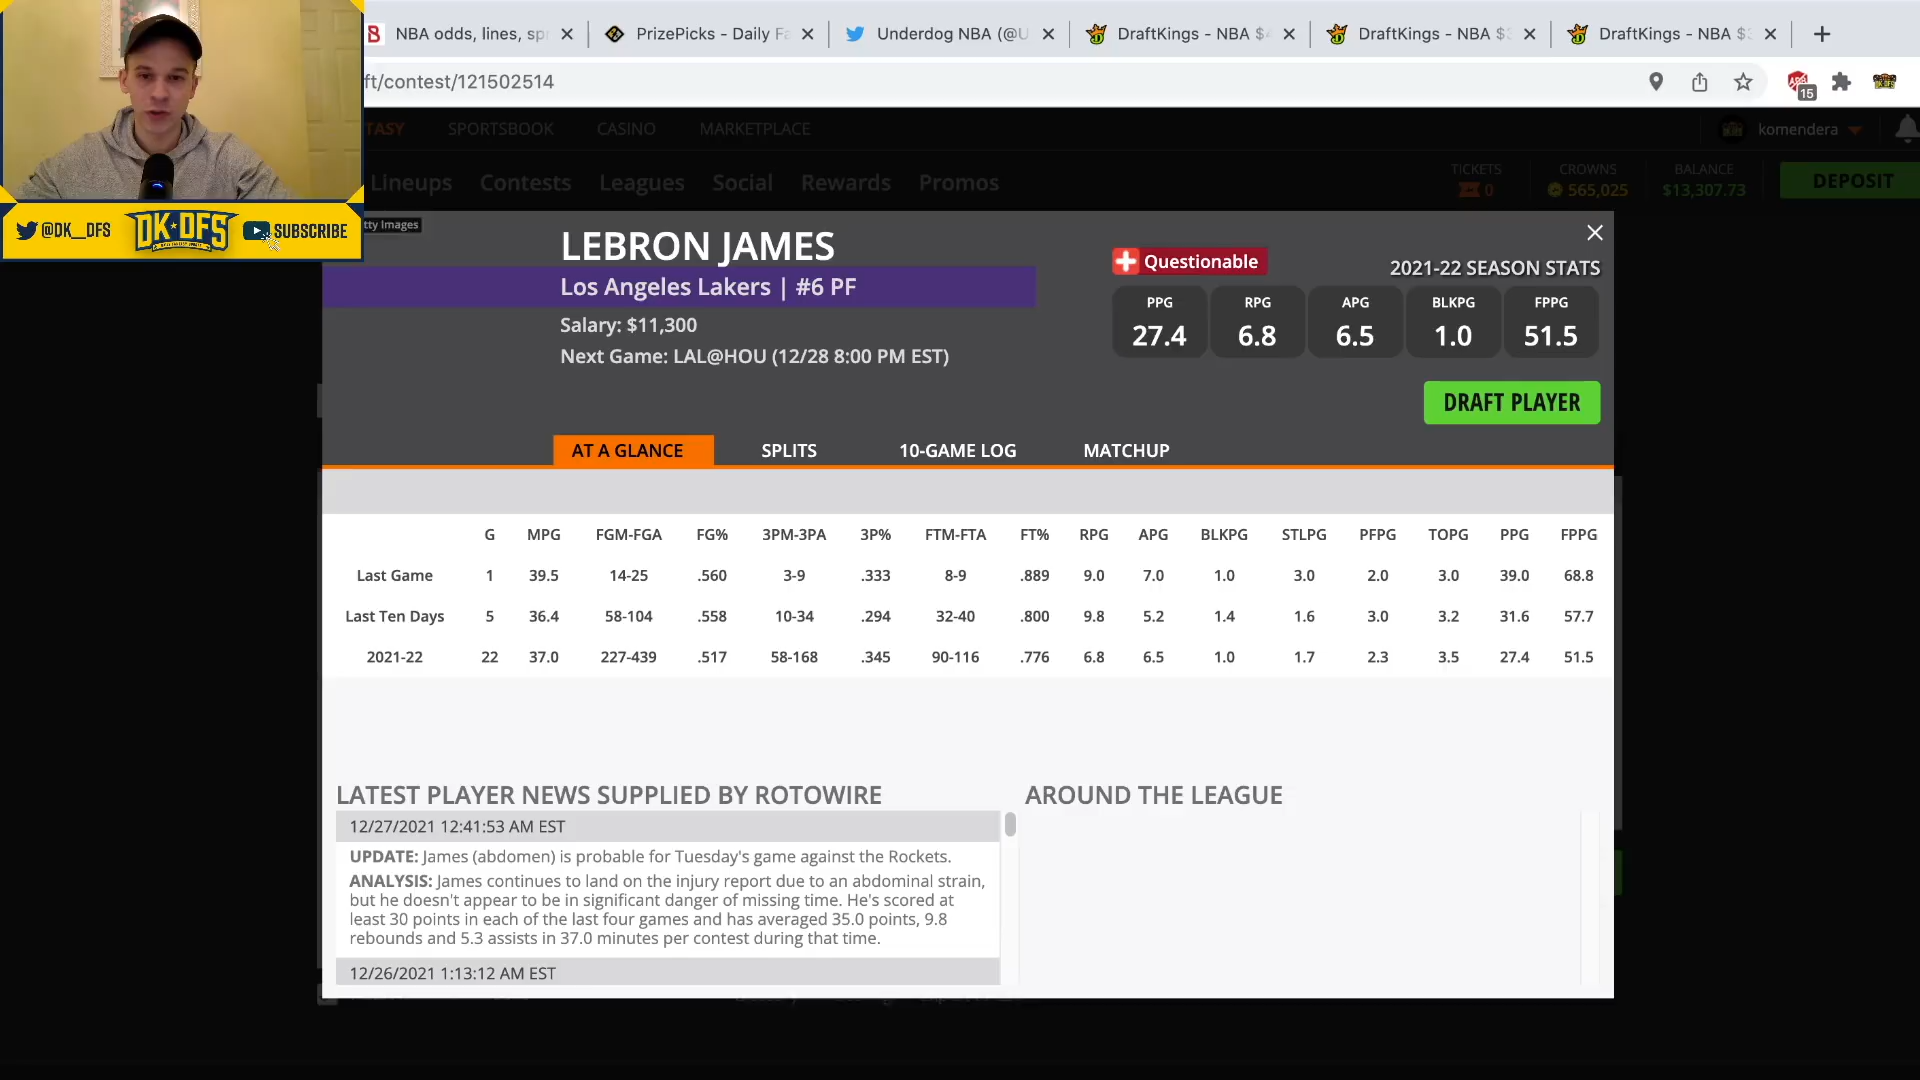 NBA odds, lines, sp
PrizePicks - Daily Fa
Underdog NBA (@U
DraftKings - NBA $
DraftKings - NBA $
DraftKings - NBA $
ft/contest/121502514
15
TASY
SPORTSBOOK
CASINO
MARKETPLACE
komendera
Lineups
Contests
Leagues
Social
Rewards
Promos
TICKETS
0
CROWNS
565,025
BALANCE
$13,307.73
DEPOSIT
@DK__DFS
DK★DFS
SUBSCRIBE
tty Images
LEBRON JAMES
Los Angeles Lakers | #6 PF
Salary: $11,300
Next Game: LAL@HOU (12/28 8:00 PM EST)
Questionable
2021-22 SEASON STATS
PPG RPG APG BLKPG FPPG
27.4 6.8 6.5 1.0 51.5
DRAFT PLAYER
AT A GLANCE SPLITS 10-GAME LOG MATCHUP
G MPG FGM-FGA FG% 3PM-3PA 3P% FTM-FTA FT% RPG APG BLKPG STLPG PFPG TOPG PPG FPPG
Last Game 1 39.5 14-25 .560 3-9 .333 8-9 .889 9.0 7.0 1.0 3.0 2.0 3.0 39.0 68.8
Last Ten Days 5 36.4 58-104 .558 10-34 .294 32-40 .800 9.8 5.2 1.4 1.6 3.0 3.2 31.6 57.7
2021-22 22 37.0 227-439 .517 58-168 .345 90-116 .776 6.8 6.5 1.0 1.7 2.3 3.5 27.4 51.5
LATEST PLAYER NEWS SUPPLIED BY ROTOWIRE
12/27/2021 12:41:53 AM EST
UPDATE: James (abdomen) is probable for Tuesday's game against the Rockets.
ANALYSIS: James continues to land on the injury report due to an abdominal strain,
but he doesn't appear to be in significant danger of missing time. He's scored at
least 30 points in each of the last four games and has averaged 35.0 points, 9.8
rebounds and 5.3 assists in 37.0 minutes per contest during that time.
12/26/2021 1:13:12 AM EST
AROUND THE LEAGUE